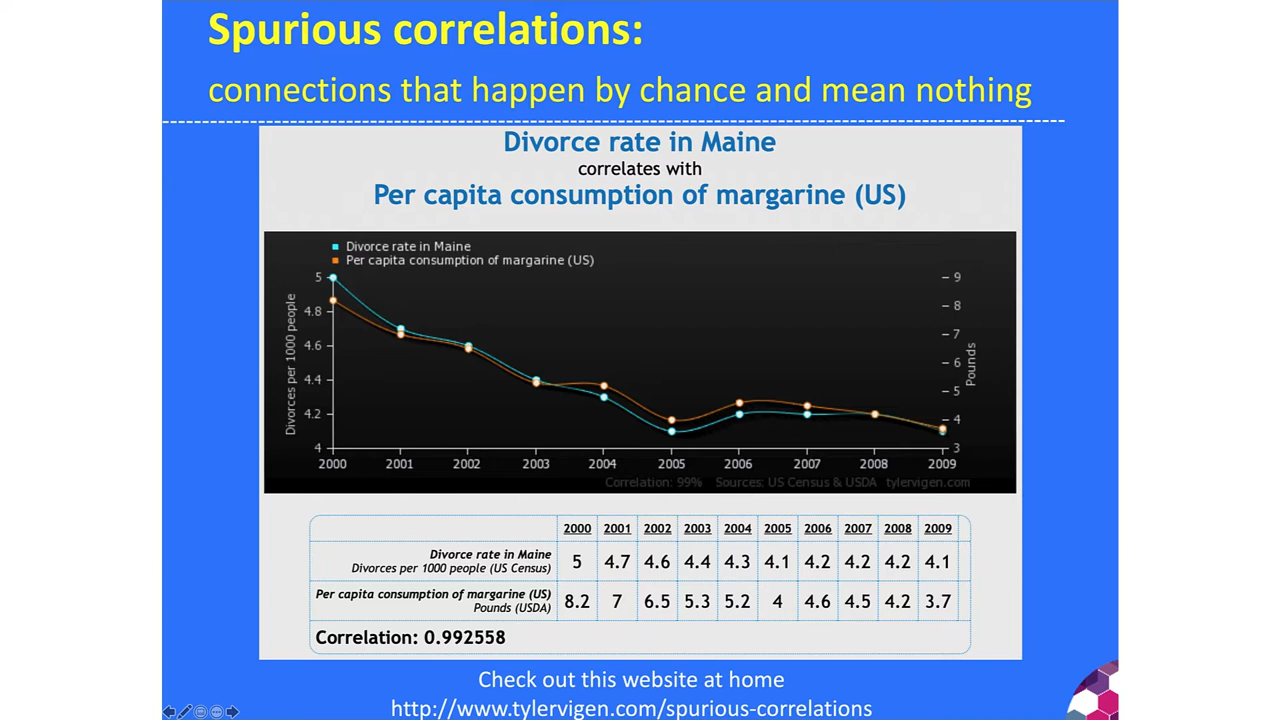 Spurious correlations:
connections that happen by chance and mean nothing
Divorce rate in Maine
correlates with
Per capita consumption of margarine (US)
Divorce rate in Maine
Per capita consumption of margarine (US)
Divorces per 1000 people
5
4.8
4.6
4.4
4.2
4
9
8
7
6
5
4
3
Pounds
2000 2001 2002 2003 2004 2005 2006 2007 2008 2009
Correlation: 99% Sources: US Census & USDA tylervigen.com
2000 2001 2002 2003 2004 2005 2006 2007 2008 2009
Divorce rate in Maine
Divorces per 1000 people (US Census)
5 4.7 4.6 4.4 4.3 4.1 4.2 4.2 4.2 4.1
Per capita consumption of margarine (US)
Pounds (USDA)
8.2 7 6.5 5.3 5.2 4 4.6 4.5 4.2 3.7
Correlation: 0.992558
Check out this website at home
http://www.tylervigen.com/spurious-correlations